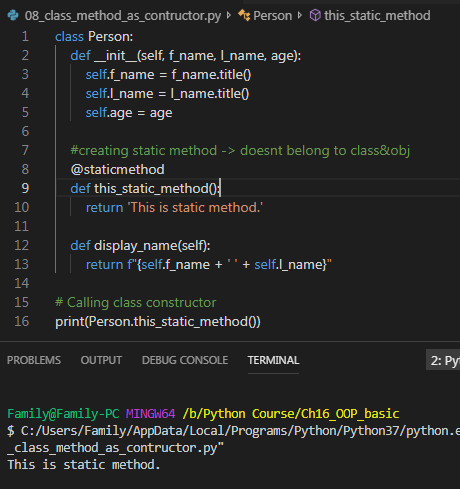 08_class_method_as_contructor.py > Person > this_static_method
1 class Person:
2 def __init__(self, f_name, l_name, age):
3 self.f_name = f_name.title()
4 self.l_name = l_name.title()
5 self.age = age
6
7 #creating static method -> doesnt belong to class&obj
8 @staticmethod
9 def this_static_method():
10 return 'This is static method.'
11
12 def display_name(self):
13 return f"{self.f_name + ' ' + self.l_name}"
14
15 # Calling class constructor
16 print(Person.this_static_method())
PROBLEMS OUTPUT DEBUG CONSOLE TERMINAL 2: Pyt
Family@Family-PC MINGW64 /b/Python Course/Ch16_OOP_basic
$ C:/Users/Family/AppData/Local/Programs/Python/Python37/python.e
_class_method_as_contructor.py"
This is static method.